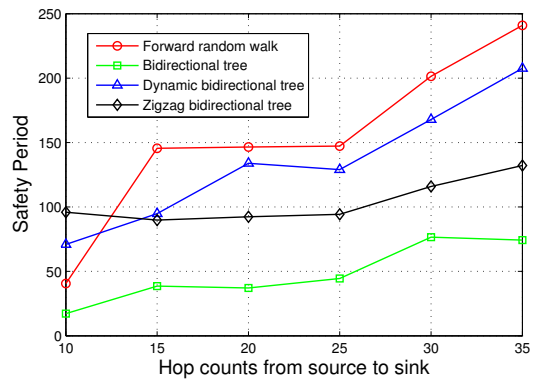 250
200
150
100
50
0
Safety Period
Forward random walk
Bidirectional tree
Dynamic bidirectional tree
Zigzag bidirectional tree
10 15 20 25 30 35
Hop counts from source to sink